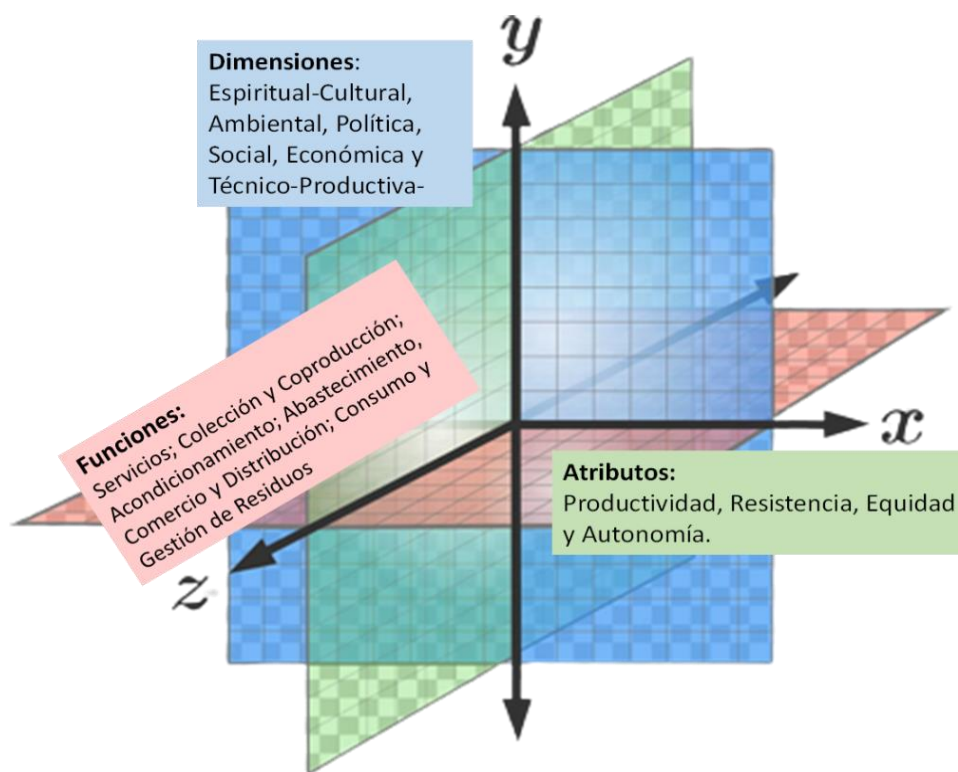 y
Dimensiones:
Espiritual-Cultural,
Ambiental, Política,
Social, Económica y
Técnico-Productiva-
Funciones:
Servicios; Colección y Coproducción;
Acondicionamiento; Abastecimiento,
Comercio y Distribución; Consumo y
Gestión de Residuos
x
Atributos:
Productividad, Resistencia, Equidad
y Autonomía.
z